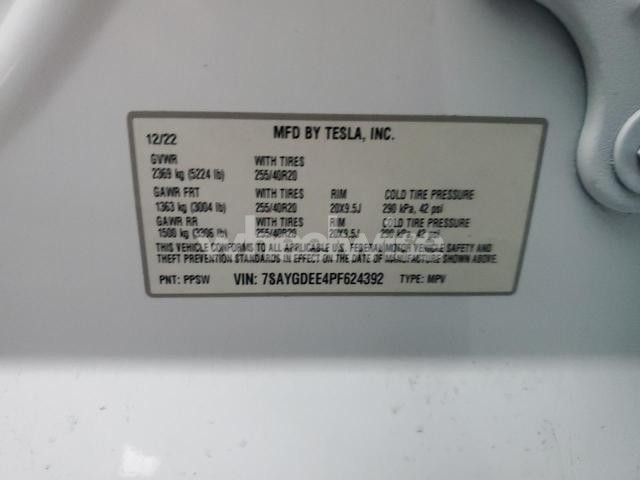 12/22 MFD BY TESLA, INC.
GVWR WITH TIRES
2369 kg (5224 lb) 255/40R20
GAWR FRT WITH TIRES RIM COLD TIRE PRESSURE
1363 kg (3004 lb) 255/40R20 20X9.5J 290 kPa, 42 psi
GAWR RR WITH TIRES RIM COLD TIRE PRESSURE
1500 kg (3306 lb) 255/40R20 20X9.5J 290 kPa, 42 psi
THIS VEHICLE CONFORMS TO ALL APPLICABLE U.S. FEDERAL MOTOR VEHICLE SAFETY AND
THEFT PREVENTION STANDARDS IN EFFECT ON THE DATE OF MANUFACTURE SHOWN ABOVE.
PNT: PPSW VIN: 7SAYGDEE4PF624392 TYPE: MPV